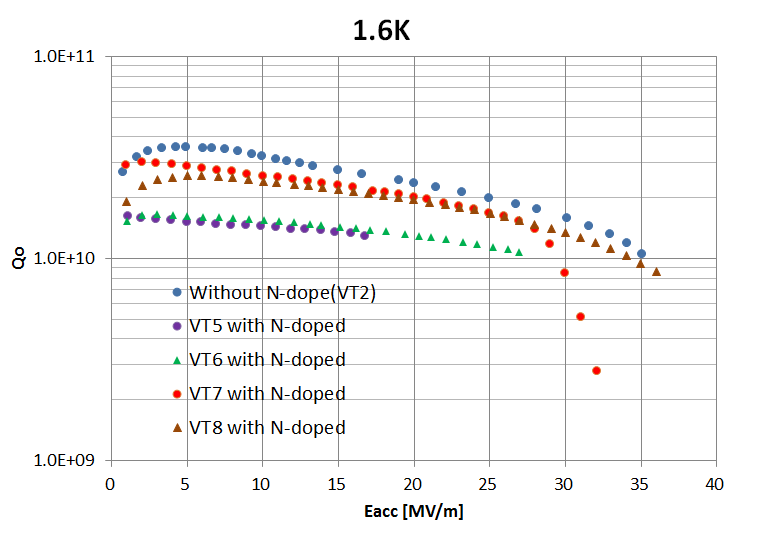 1.6K
1.0E+11
1.0E+10
1.0E+09
Qo
Without N-dope(VT2)
VT5 with N-doped
VT6 with N-doped
VT7 with N-doped
VT8 with N-doped
0 5 10 15 20 25 30 35 40
Eacc [MV/m]